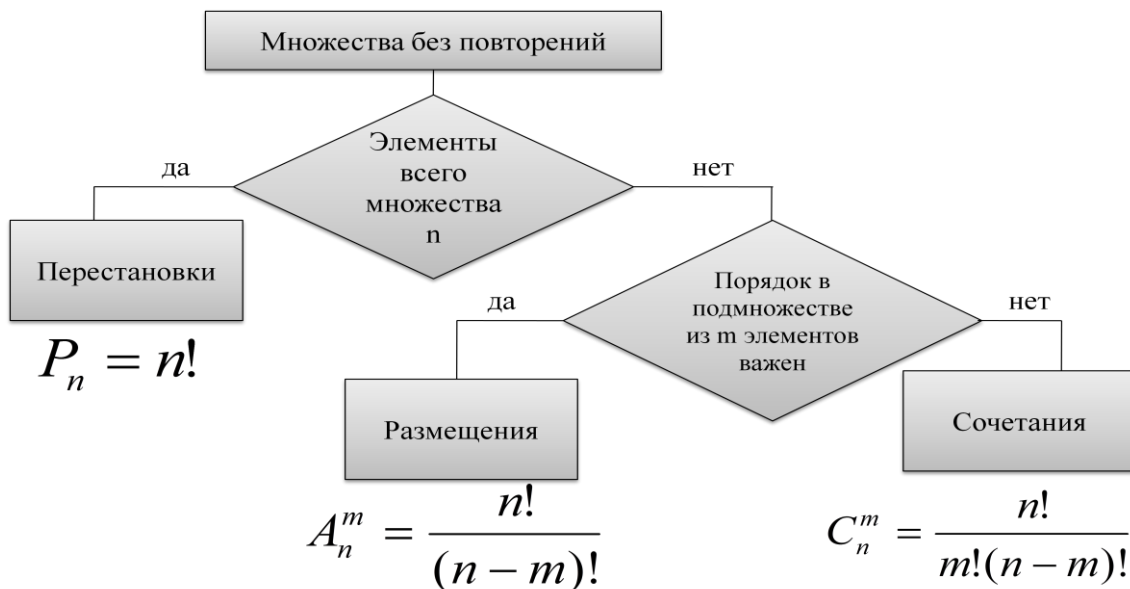 Множества без повторений
Элементы
всего
множества
n
да
нет
Перестановки
P_n = n!
Порядок в
подмножестве
из m элементов
важен
да
нет
Размещения
Сочетания
A_n^m = n! / (n − m)!
C_n^m = n! / m!(n − m)!